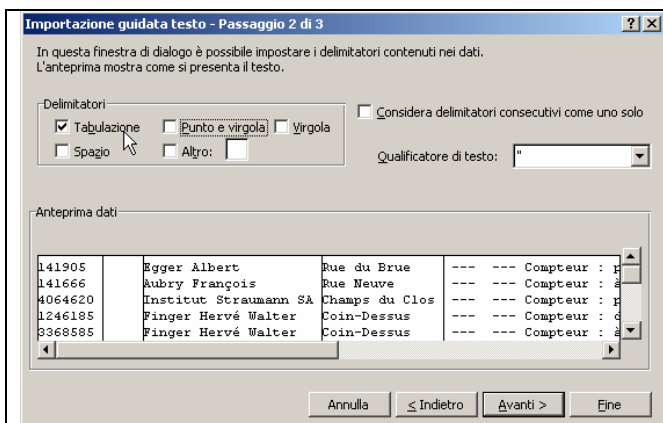 Importazione guidata testo - Passaggio 2 di 3
In questa finestra di dialogo è possibile impostare i delimitatori contenuti nei dati.
L'anteprima mostra come si presenta il testo.
Delimitatori
Tabulazione Punto e virgola Virgola
Spazio Altro:
Considera delimitatori consecutivi come uno solo
Qualificatore di testo: "
Anteprima dati
141905 Egger Albert Rue du Brue --- --- Compteur : p
141666 Aubry François Rue Neuve --- --- Compteur : à
4064620 Institut Straumann SA Champs du Clos --- --- Compteur : p
1246185 Finger Hervé Walter Coin-Dessus --- --- Compteur : d
3368585 Finger Hervé Walter Coin-Dessus --- --- Compteur : à
Annulla < Indietro Avanti > Fine